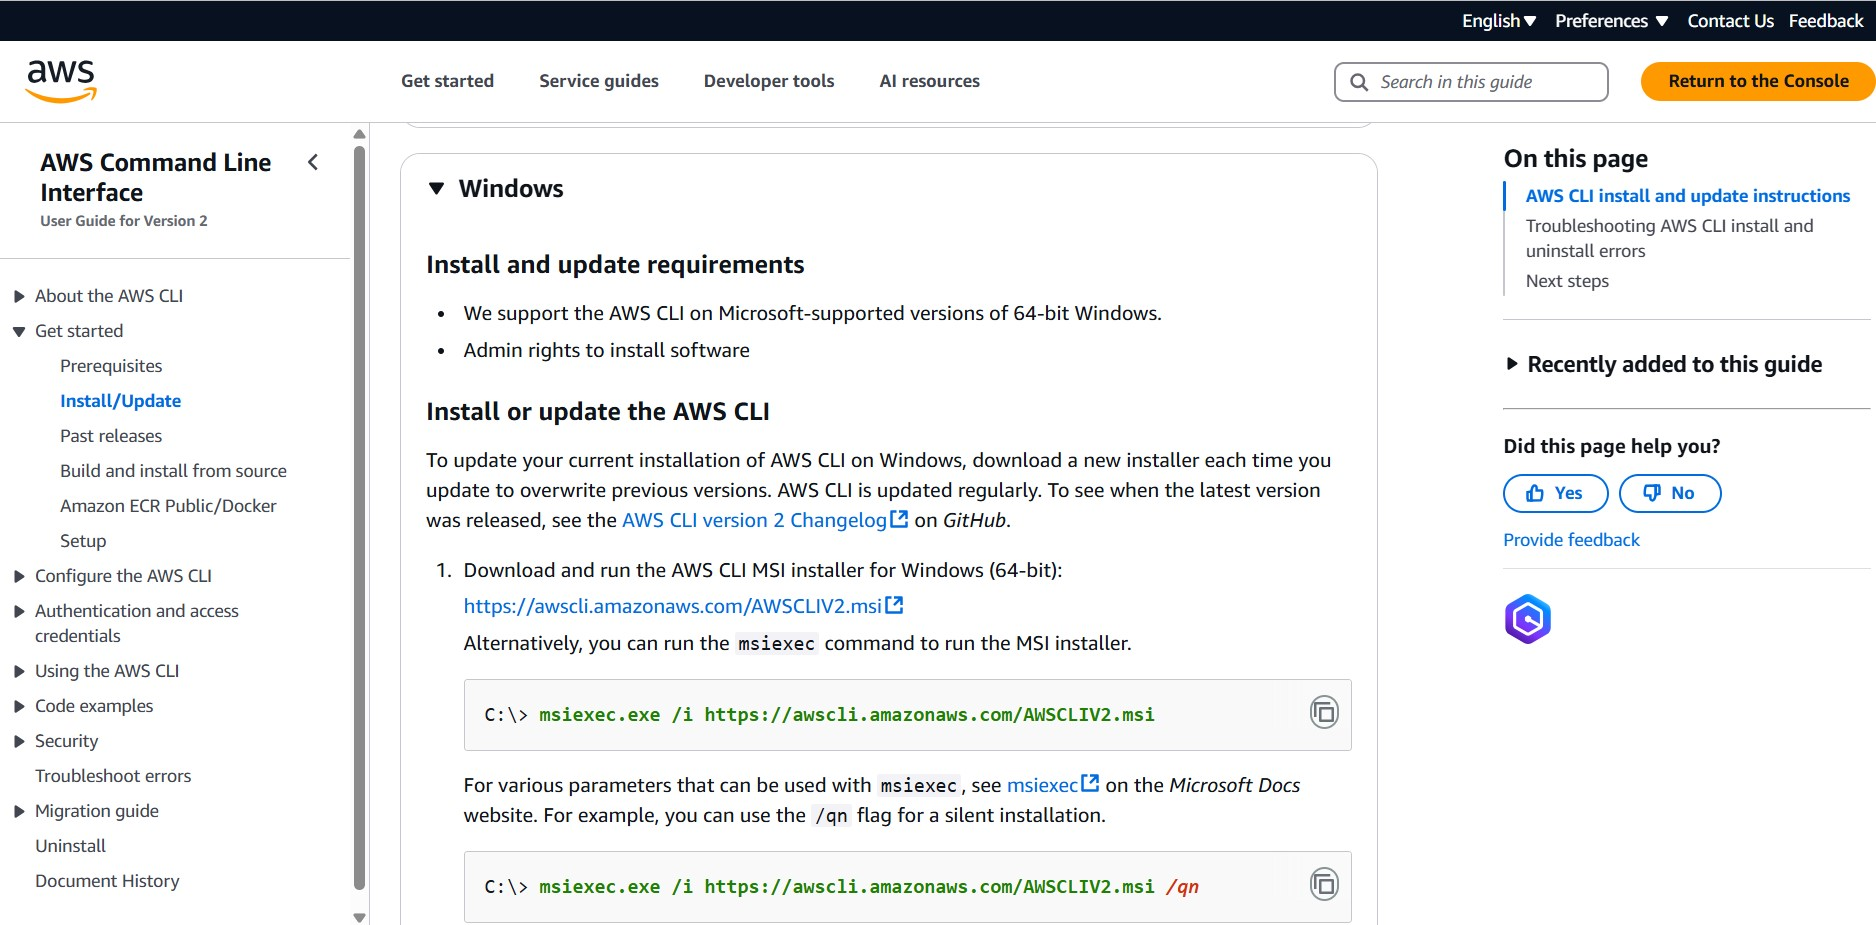 English Preferences Contact Us Feedback
aws
Get started Service guides Developer tools AI resources
Search in this guide
Return to the Console
AWS Command Line
Interface
User Guide for Version 2
About the AWS CLI
Get started
Prerequisites
Install/Update
Past releases
Build and install from source
Amazon ECR Public/Docker
Setup
Configure the AWS CLI
Authentication and access
credentials
Using the AWS CLI
Code examples
Security
Troubleshoot errors
Migration guide
Uninstall
Document History
Windows
Install and update requirements
• We support the AWS CLI on Microsoft-supported versions of 64-bit Windows.
• Admin rights to install software
Install or update the AWS CLI
To update your current installation of AWS CLI on Windows, download a new installer each time you
update to overwrite previous versions. AWS CLI is updated regularly. To see when the latest version
was released, see the AWS CLI version 2 Changelog on GitHub.
1. Download and run the AWS CLI MSI installer for Windows (64-bit):
https://awscli.amazonaws.com/AWSCLIV2.msi
Alternatively, you can run the msiexec command to run the MSI installer.
C:\> msiexec.exe /i https://awscli.amazonaws.com/AWSCLIV2.msi
For various parameters that can be used with msiexec, see msiexec on the Microsoft Docs
website. For example, you can use the /qn flag for a silent installation.
C:\> msiexec.exe /i https://awscli.amazonaws.com/AWSCLIV2.msi /qn
On this page
AWS CLI install and update instructions
Troubleshooting AWS CLI install and
uninstall errors
Next steps
Recently added to this guide
Did this page help you?
Yes No
Provide feedback